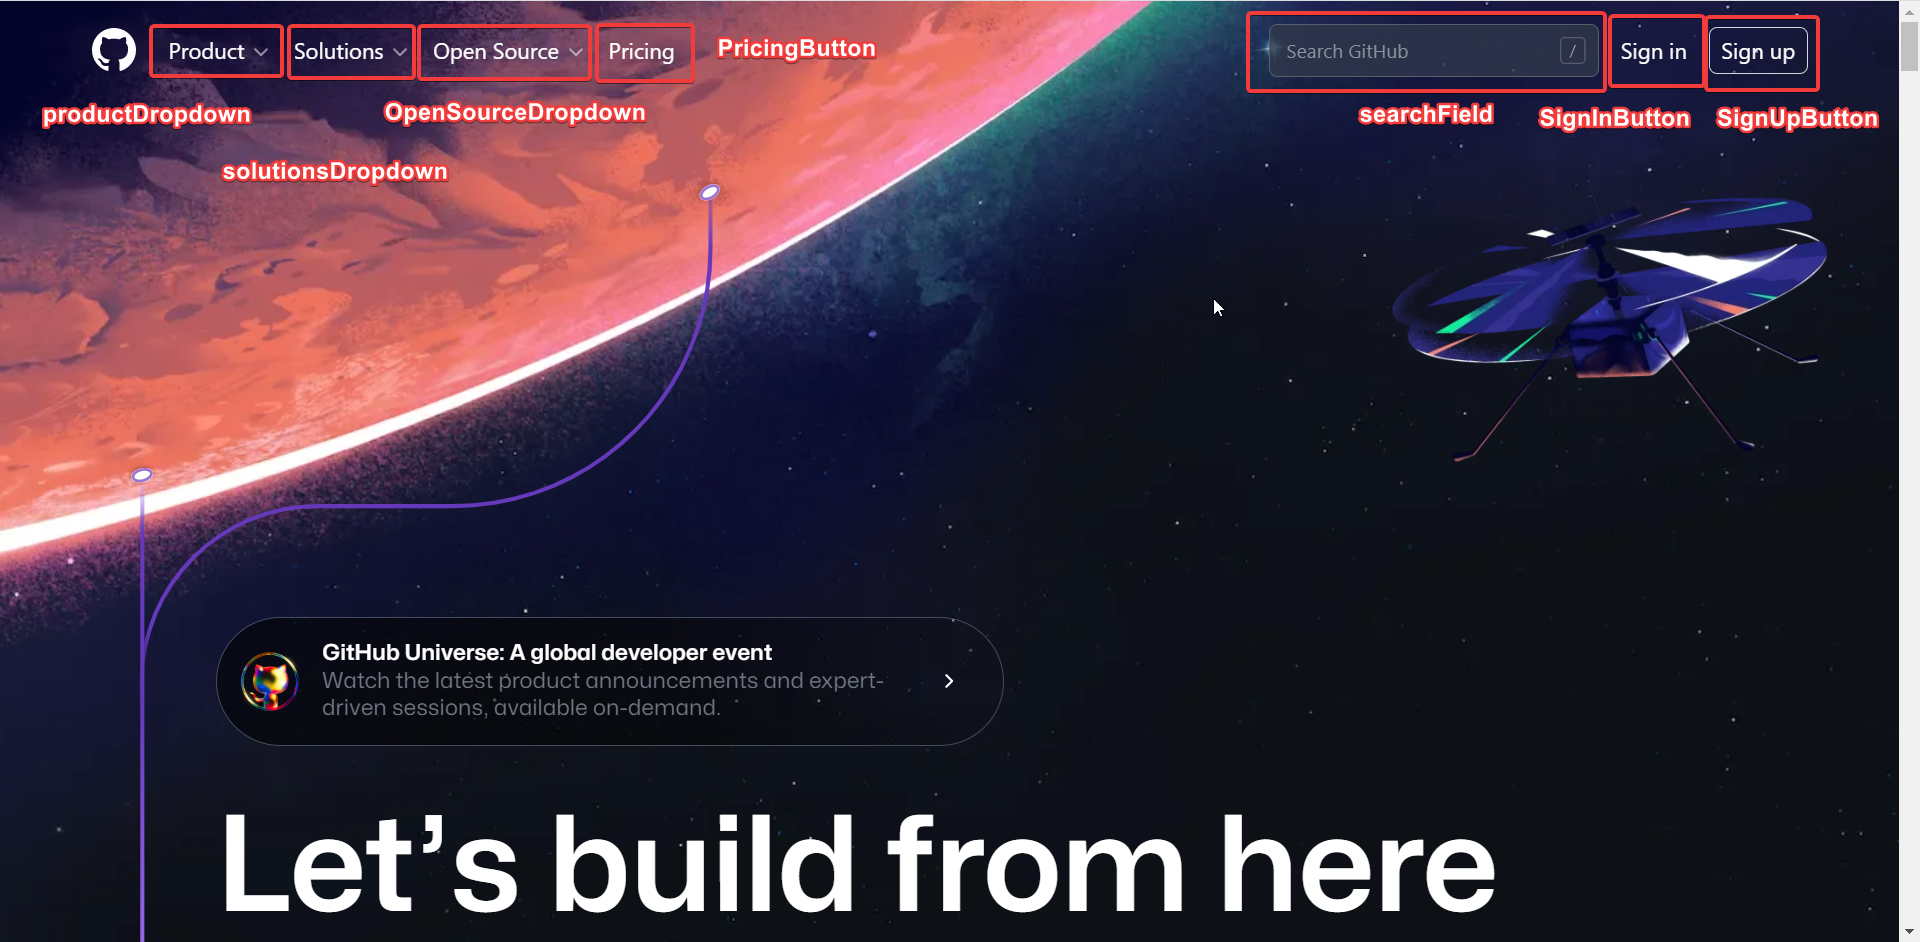 Product
Solutions
Open Source
Pricing
PricingButton
Search GitHub /
Sign in
Sign up
productDropdown
OpenSourceDropdown
searchField
SignInButton
SignUpButton
solutionsDropdown
GitHub Universe: A global developer event
Watch the latest product announcements and expert-
driven sessions, available on-demand.
Let’s build from here